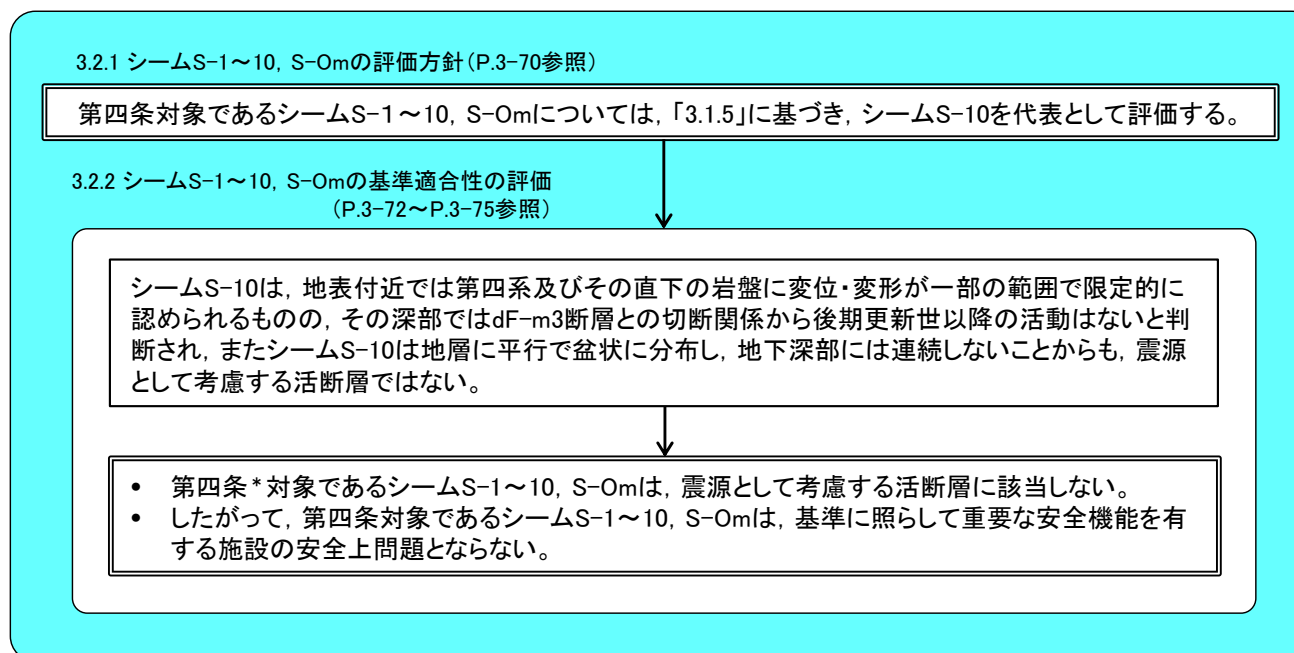 3.2.1 シームS-1～10, S-Omの評価方針(P.3-70参照)
第四条対象であるシームS-1～10, S-Omについては,「3.1.5」に基づき, シームS-10を代表として評価する。
3.2.2 シームS-1～10, S-Omの基準適合性の評価
(P.3-72～P.3-75参照)
シームS-10は, 地表付近では第四系及びその直下の岩盤に変位・変形が一部の範囲で限定的に
認められるものの, その深部ではdF-m3断層との切断関係から後期更新世以降の活動はないと判
断され, またシームS-10は地層に平行で盆状に分布し, 地下深部には連続しないことからも, 震源
として考慮する活断層ではない。
• 第四条*対象であるシームS-1～10, S-Omは, 震源として考慮する活断層に該当しない。
• したがって, 第四条対象であるシームS-1～10, S-Omは, 基準に照らして重要な安全機能を有
する施設の安全上問題とならない。